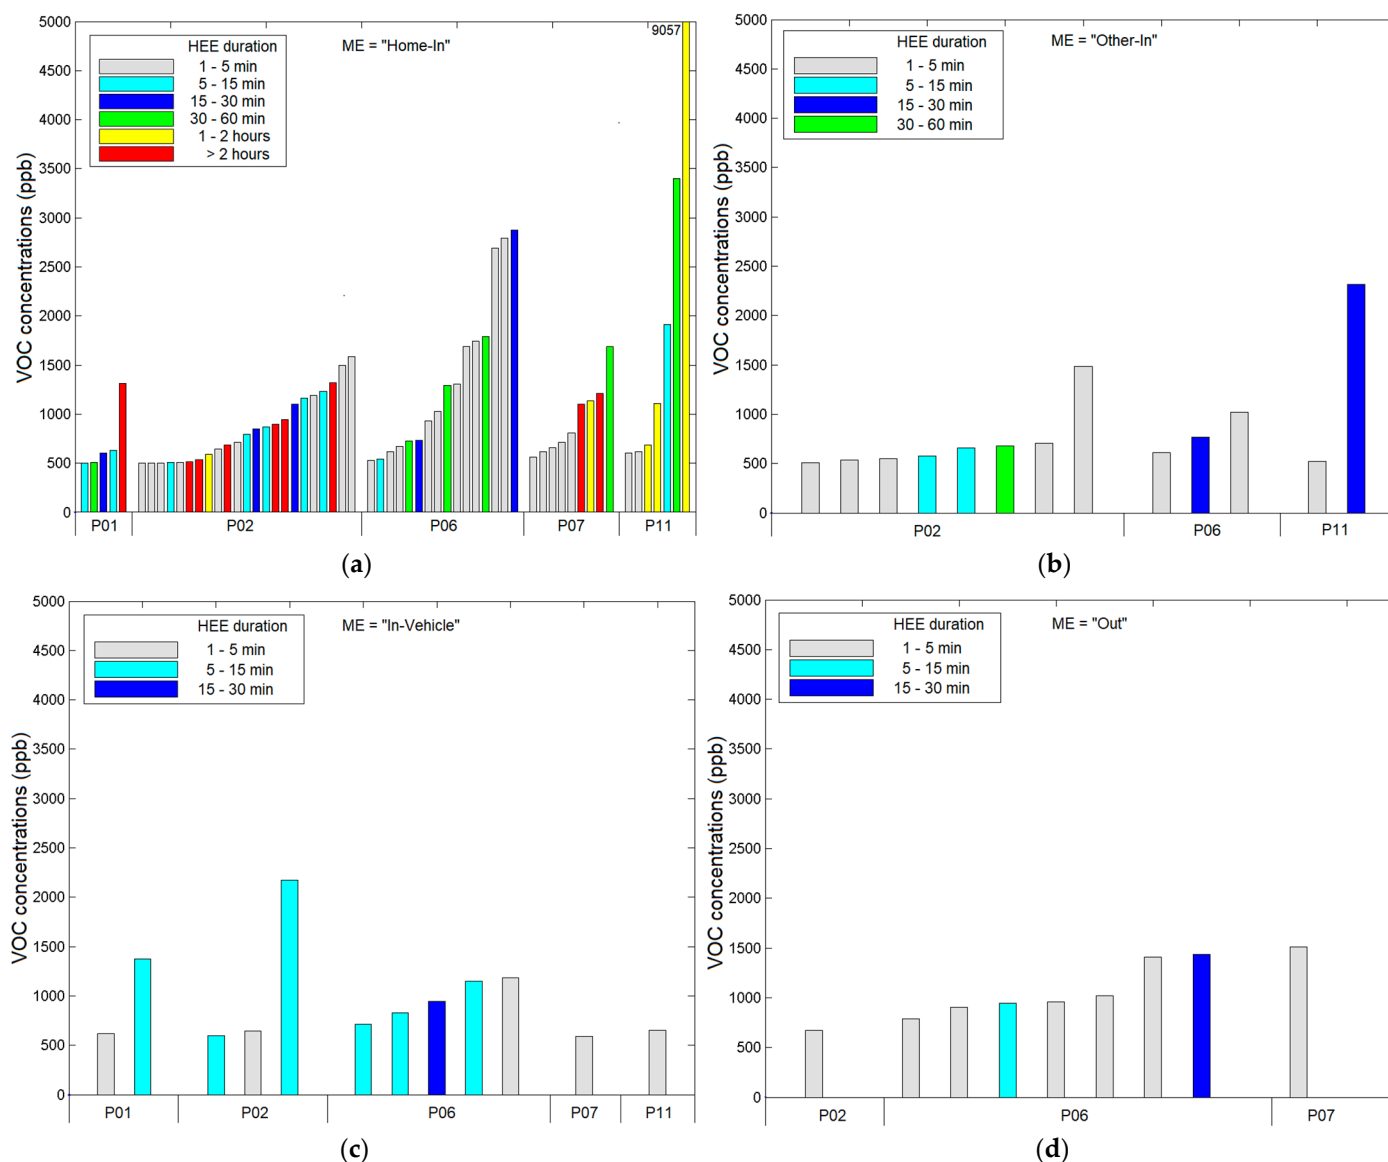 5000
4500
4000
3500
3000
2500
2000
1500
1000
500
0
VOC concentrations (ppb)
HEE duration
1 - 5 min
5 - 15 min
15 - 30 min
30 - 60 min
1 - 2 hours
> 2 hours
ME = "Home-In"
9057
P01 P02 P06 P07 P11
(a)
5000
4500
4000
3500
3000
2500
2000
1500
1000
500
0
VOC concentrations (ppb)
HEE duration
1 - 5 min
5 - 15 min
15 - 30 min
30 - 60 min
ME = "Other-In"
P02 P06 P11
(b)
5000
4500
4000
3500
3000
2500
2000
1500
1000
500
0
VOC concentrations (ppb)
HEE duration
1 - 5 min
5 - 15 min
15 - 30 min
ME = "In-Vehicle"
P01 P02 P06 P07 P11
(c)
5000
4500
4000
3500
3000
2500
2000
1500
1000
500
0
VOC concentrations (ppb)
HEE duration
1 - 5 min
5 - 15 min
15 - 30 min
ME = "Out"
P02 P06 P07
(d)